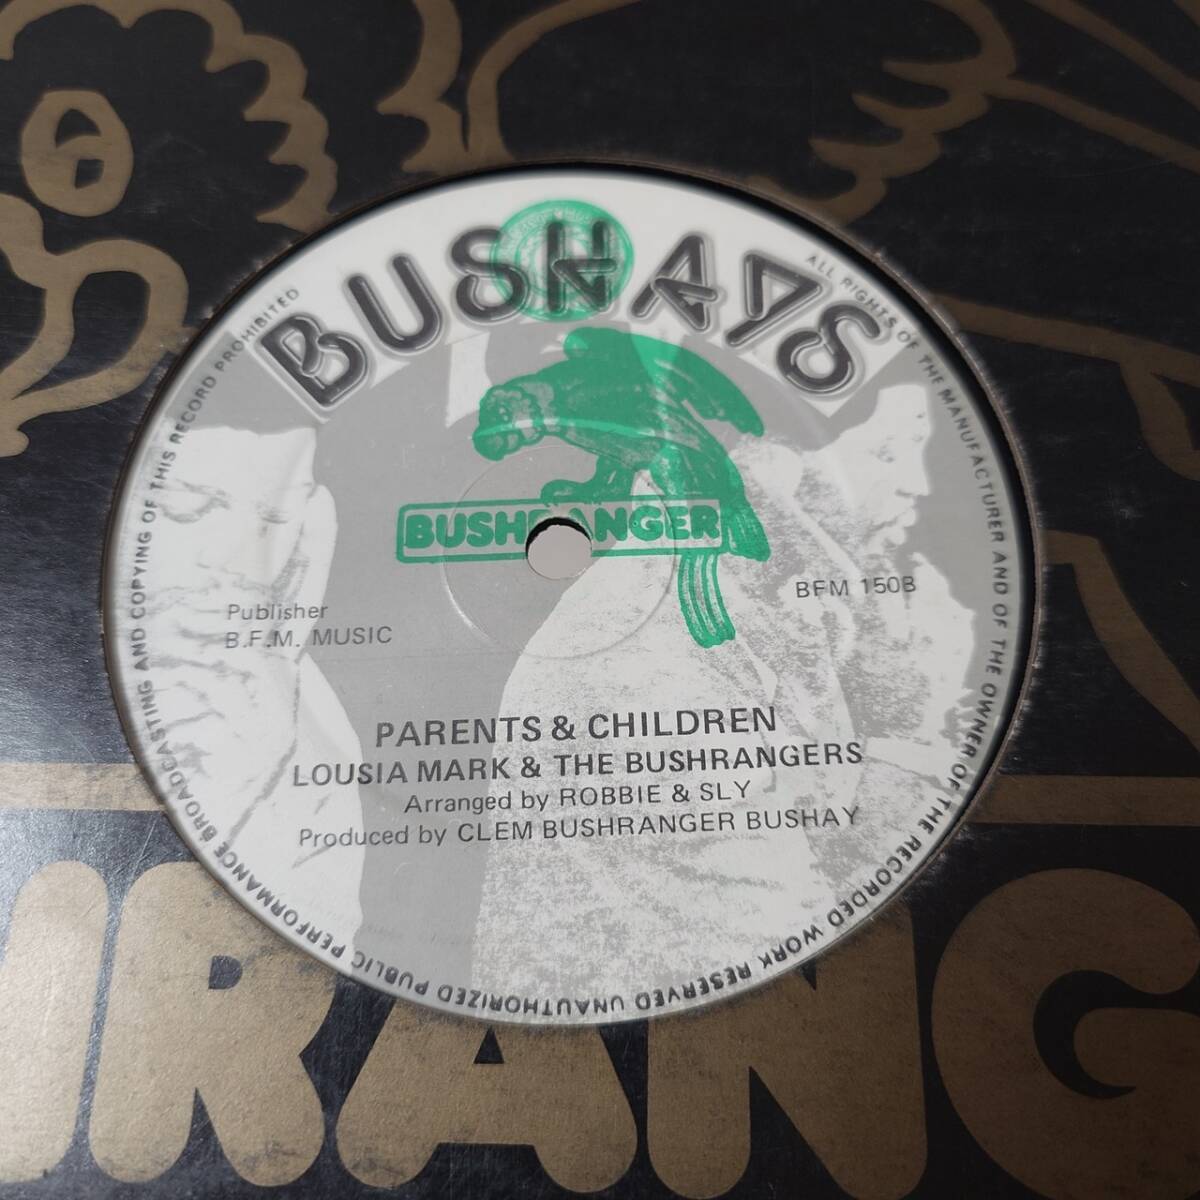 BUSHAYS
BUSHRANGER
Publisher
B.F.M. MUSIC
BFM 150B
PARENTS & CHILDREN
LOUSIA MARK & THE BUSHRANGERS
Arranged by ROBBIE & SLY
Produced by CLEM BUSHRANGER BUSHAY
ALL RIGHTS OF THE MANUFACTURER AND OF THE OWNER OF THE RECORDED WORK RESERVED UNAUTHORIZED PUBLIC PERFORMANCE BROADCASTING AND COPYING OF THIS RECORD PROHIBITED
RANG